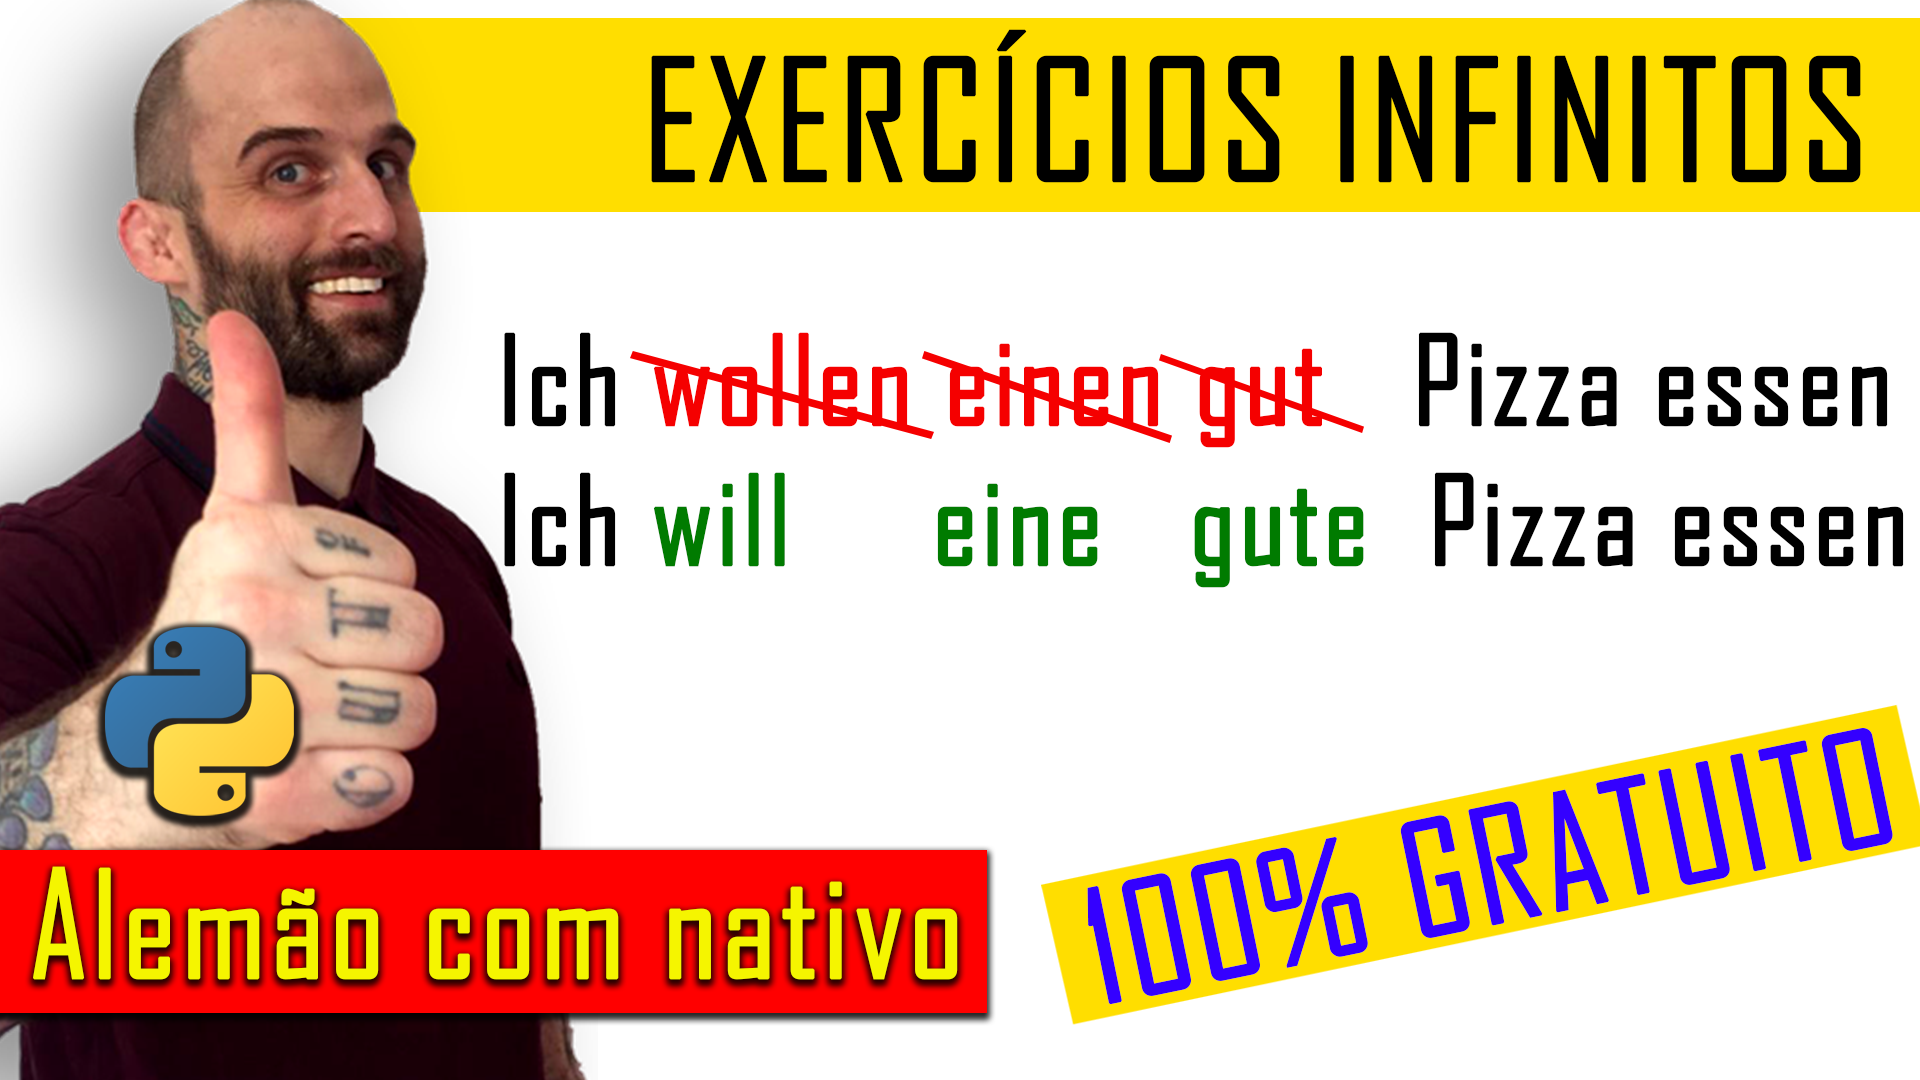 EXERCÍCIOS INFINITOS
Ich wollen einen gut Pizza essen
Ich will eine gute Pizza essen
100% GRATUITO
Alemão com nativo